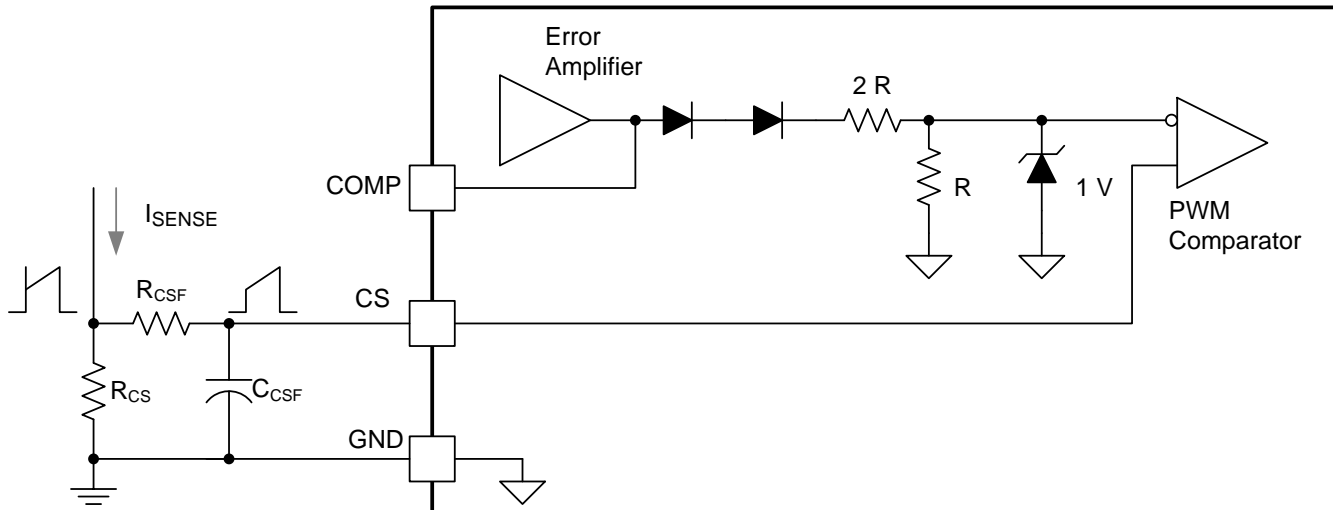 Error
Amplifier
2 R
COMP
R
1 V
PWM
Comparator
ISENSE
RCSF
CS
RCS
CCSF
GND